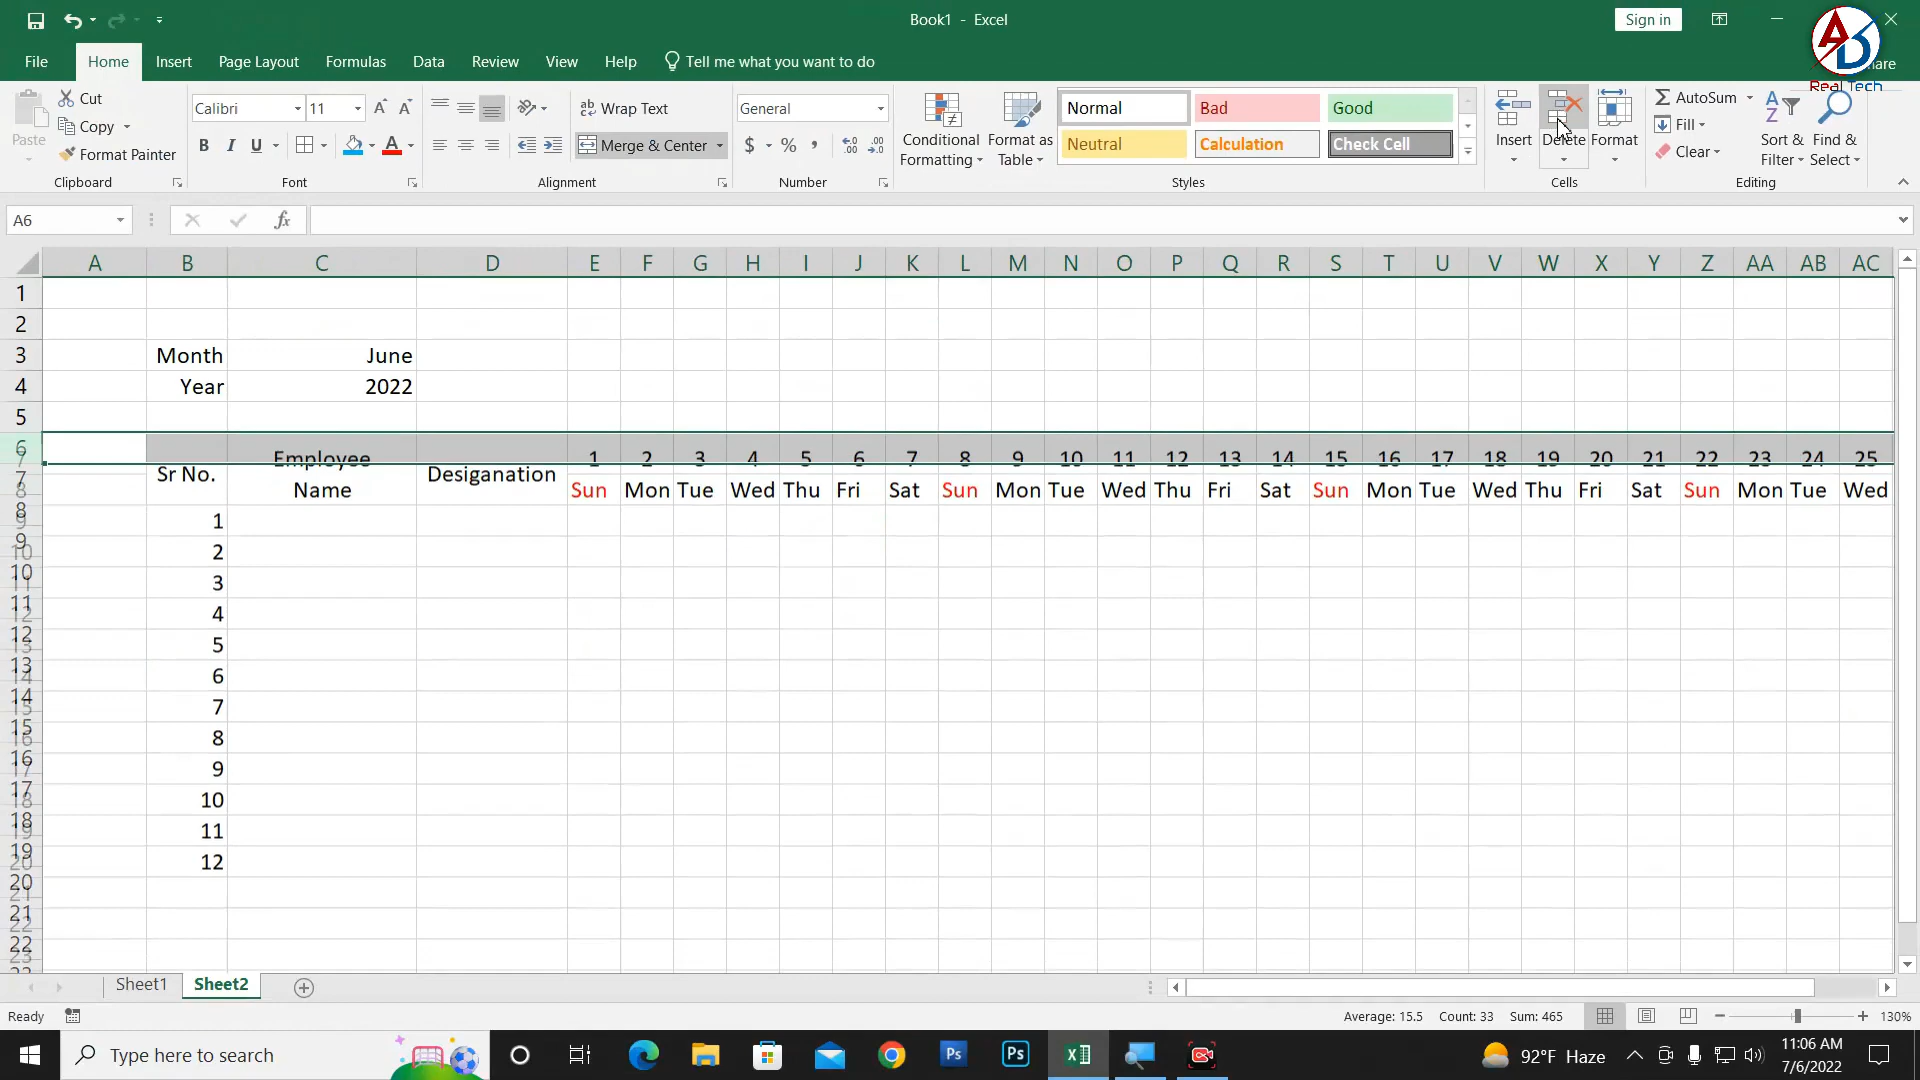 Book1 - Excel
Sign in
AB
Real Tech
File Home Insert Page Layout Formulas Data Review View Help Tell me what you want to do
Paste
Cut
Copy
Format Painter
Clipboard
Calibri 11
B I U
Font
Wrap Text
Merge & Center
Alignment
General
$ % ,
Number
Conditional Formatting
Format as Table
Normal Bad Good
Neutral Calculation Check Cell
Styles
Insert Delete Format
Cells
AutoSum
Fill
Clear
Sort & Filter
Find & Select
Editing
A6 fx
A B C D E F G H I J K L M N O P Q R S T U V W X Y Z AA AB AC
1
2
3 Month June
4 Year 2022
5
6 Sr No. Employee Name Desiganation 1 2 3 4 5 6 7 8 9 10 11 12 13 14 15 16 17 18 19 20 21 22 23 24 25
7 Sun Mon Tue Wed Thu Fri Sat Sun Mon Tue Wed Thu Fri Sat Sun Mon Tue Wed Thu Fri Sat Sun Mon Tue Wed
8 1
9 2
10 3
11 4
12 5
13 6
14 7
15 8
16 9
17 10
18 11
19 12
20
21
22
Sheet1 Sheet2
Ready Average: 15.5 Count: 33 Sum: 465 130%
Type here to search
Ps
Ps
92°F Haze
11:06 AM
7/6/2022